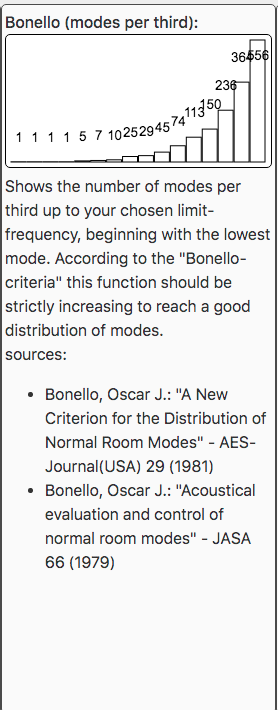 Bonello (modes per third):
1 1 1 1 5 7 10 25 29 45 74 113 150 236 364 556
Shows the number of modes per
third up to your chosen limit-
frequency, beginning with the lowest
mode. According to the "Bonello-
criteria" this function should be
strictly increasing to reach a good
distribution of modes.
sources:
Bonello, Oscar J.: "A New
Criterion for the Distribution of
Normal Room Modes" - AES-
Journal(USA) 29 (1981)
Bonello, Oscar J.: "Acoustical
evaluation and control of
normal room modes" - JASA
66 (1979)